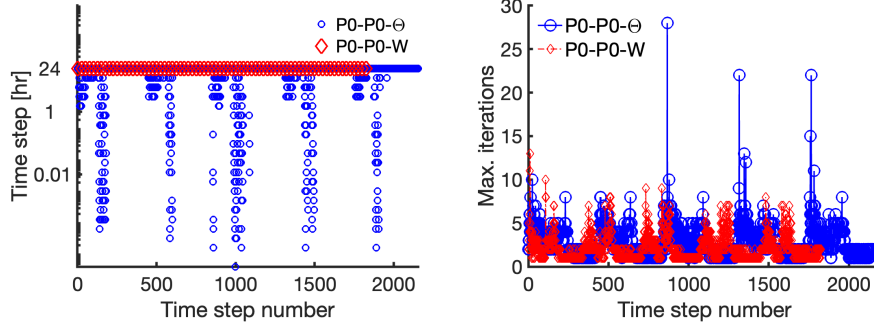 P0-P0-Θ
P0-P0-W
Time step [hr]
24
1
0.01
0
500
1000
1500
2000
Time step number
P0-P0-Θ
P0-P0-W
Max. iterations
30
25
20
15
10
5
0
0
500
1000
1500
2000
Time step number